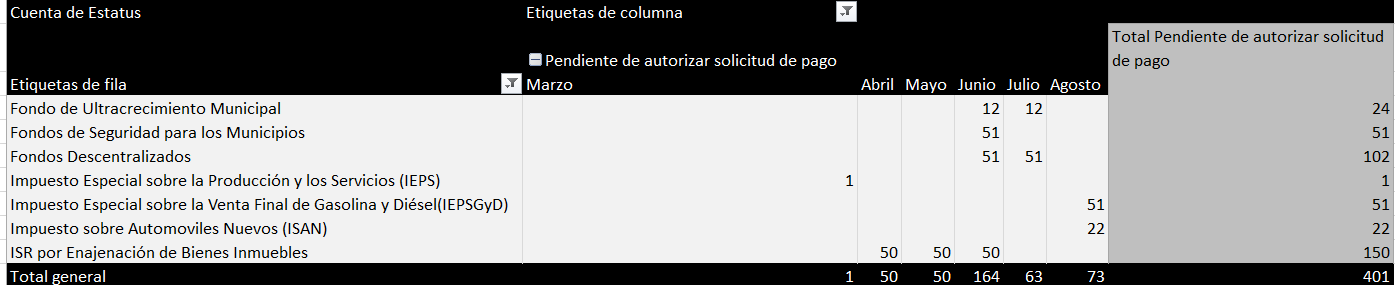 Cuenta de Estatus Etiquetas de columna
Total Pendiente de autorizar solicitud
de pago
Pendiente de autorizar solicitud de pago
Etiquetas de fila Marzo Abril Mayo Junio Julio Agosto
Fondo de Ultracrecimiento Municipal 12 12 24
Fondos de Seguridad para los Municipios 51 51
Fondos Descentralizados 51 51 102
Impuesto Especial sobre la Producción y los Servicios (IEPS) 1 1
Impuesto Especial sobre la Venta Final de Gasolina y Diésel(IEPSGyD) 51 51
Impuesto sobre Automoviles Nuevos (ISAN) 22 22
ISR por Enajenación de Bienes Inmuebles 50 50 50 150
Total general 1 50 50 164 63 73 401